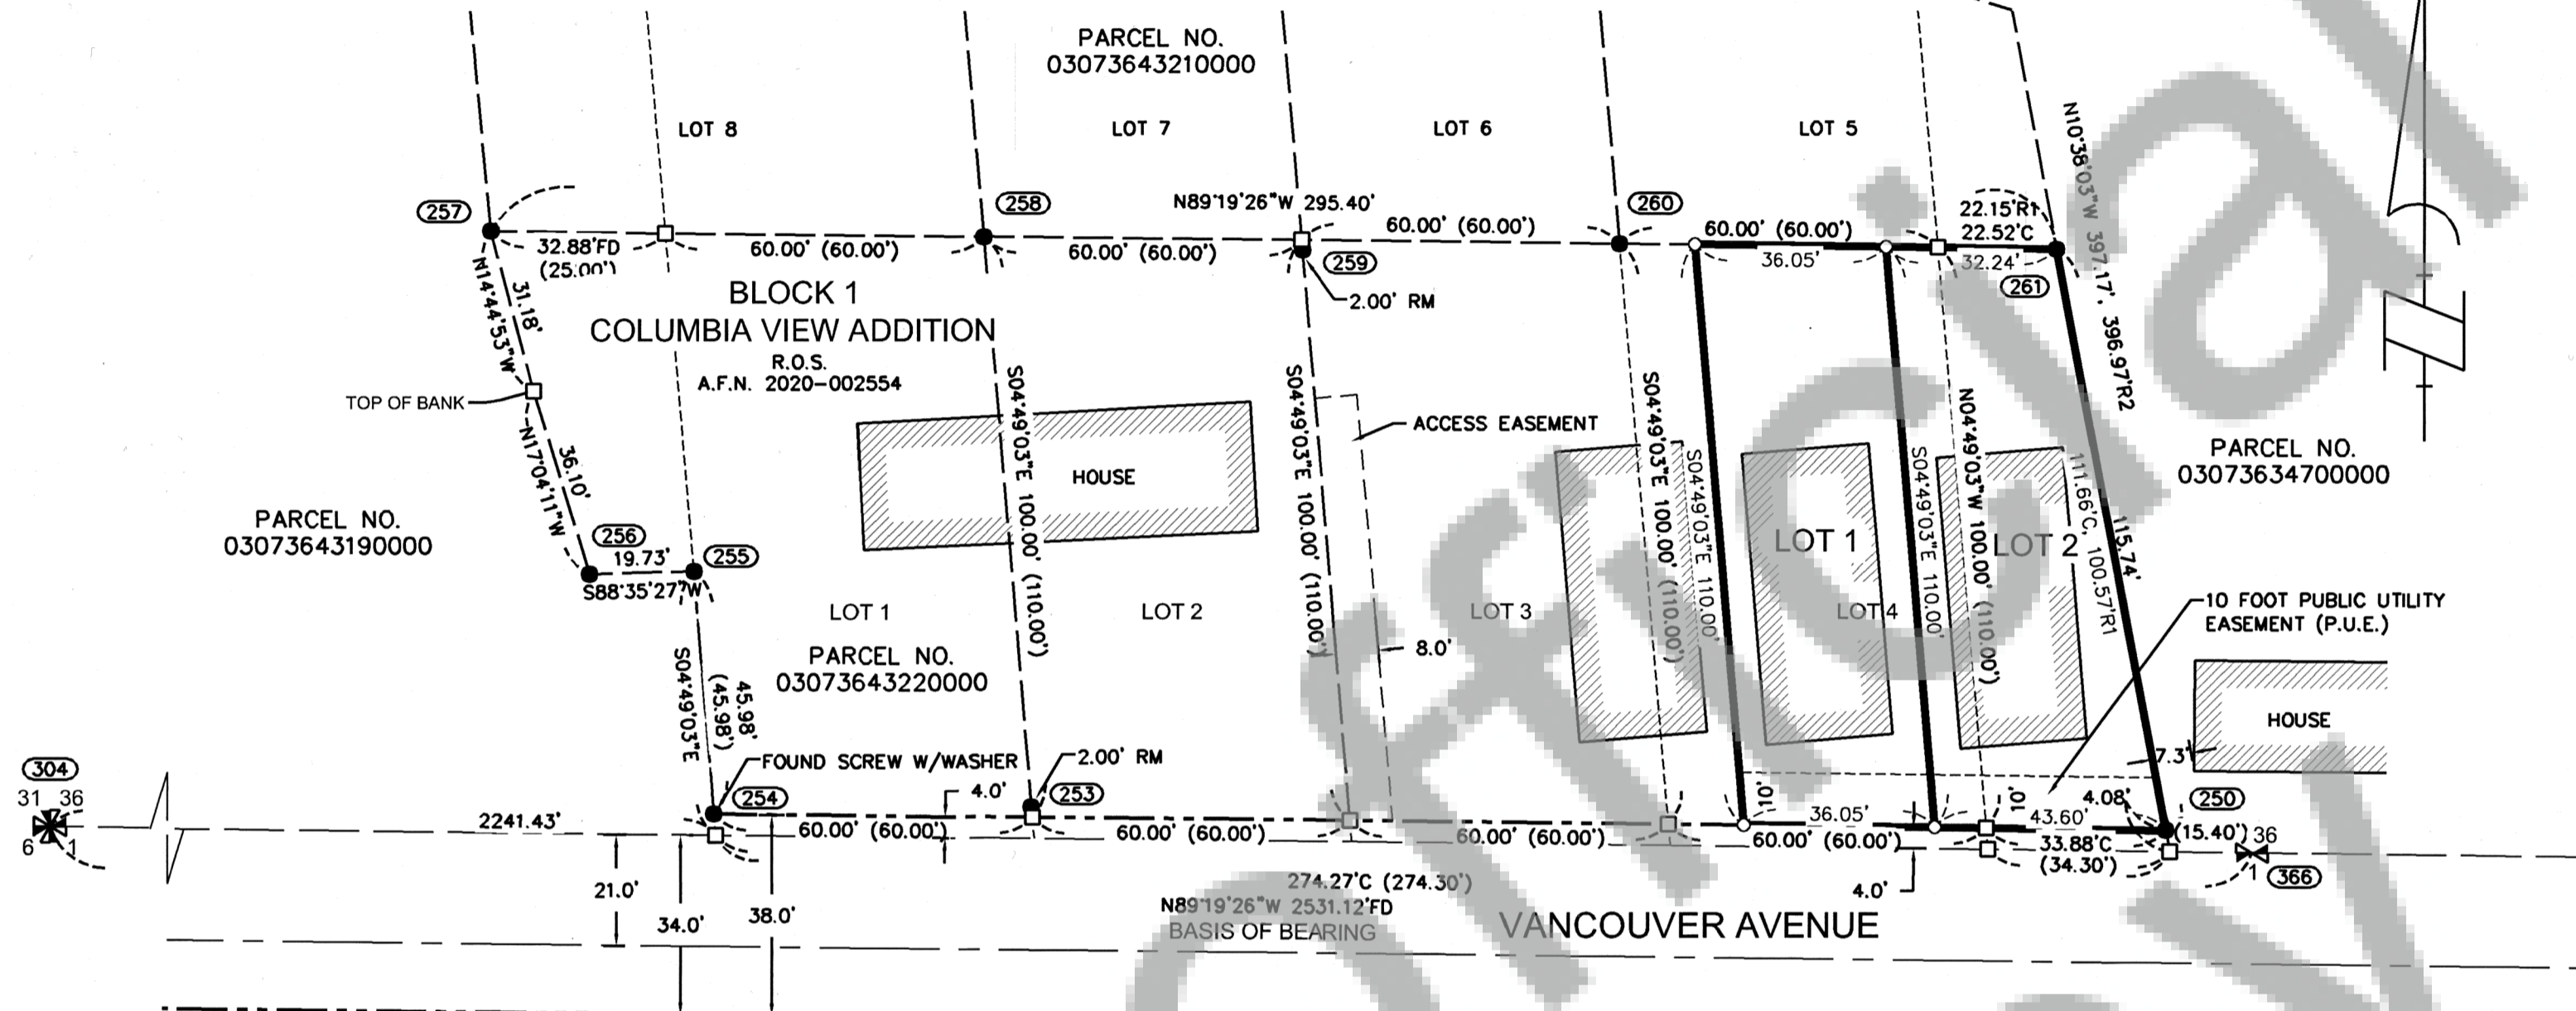 PARCEL NO.
03073643210000
LOT 8
LOT 7
LOT 6
LOT 5
257
258
260
N89°19'26"W 295.40'
32.88'FD
(25.00')
60.00' (60.00')
60.00' (60.00')
60.00' (60.00')
60.00' (60.00')
36.05'
22.15'R1
22.52'C
32.24'
259
261
2.00' RM
N10°38'03"W 397.17', 396.97'R2
N14°44'53"W
31.18'
BLOCK 1
COLUMBIA VIEW ADDITION
R.O.S.
A.F.N. 2020-002554
TOP OF BANK
N17°04'11"W
36.10'
ACCESS EASEMENT
S04°49'03"E 100.00' (110.00')
S04°49'03"E 100.00' (110.00')
S04°49'03"E 100.00' (110.00')
S04°49'03"E 110.00'
S04°49'03"E 110.00'
N04°49'03"W 100.00' (110.00')
111.66'C, 100.57'R1
115.74'
HOUSE
PARCEL NO.
03073634700000
PARCEL NO.
03073643190000
256
255
19.73'
S88°35'27"W
LOT 1
LOT 2
LOT 1
LOT 2
LOT 3
LOT 4
8.0'
10 FOOT PUBLIC UTILITY
EASEMENT (P.U.E.)
PARCEL NO.
03073643220000
S04°49'03"E
45.98'
(45.98')
HOUSE
7.3'
FOUND SCREW W/WASHER
2.00' RM
304
31 36
6 1
2241.43'
254
253
4.0'
60.00' (60.00')
60.00' (60.00')
60.00' (60.00')
60.00' (60.00')
10'
36.05'
10'
43.60'
4.08'
250
(15.40')
36
1
366
33.88'C
(34.30')
4.0'
21.0'
34.0'
38.0'
274.27'C (274.30')
N89°19'26"W 2531.12'FD
BASIS OF BEARING
VANCOUVER AVENUE